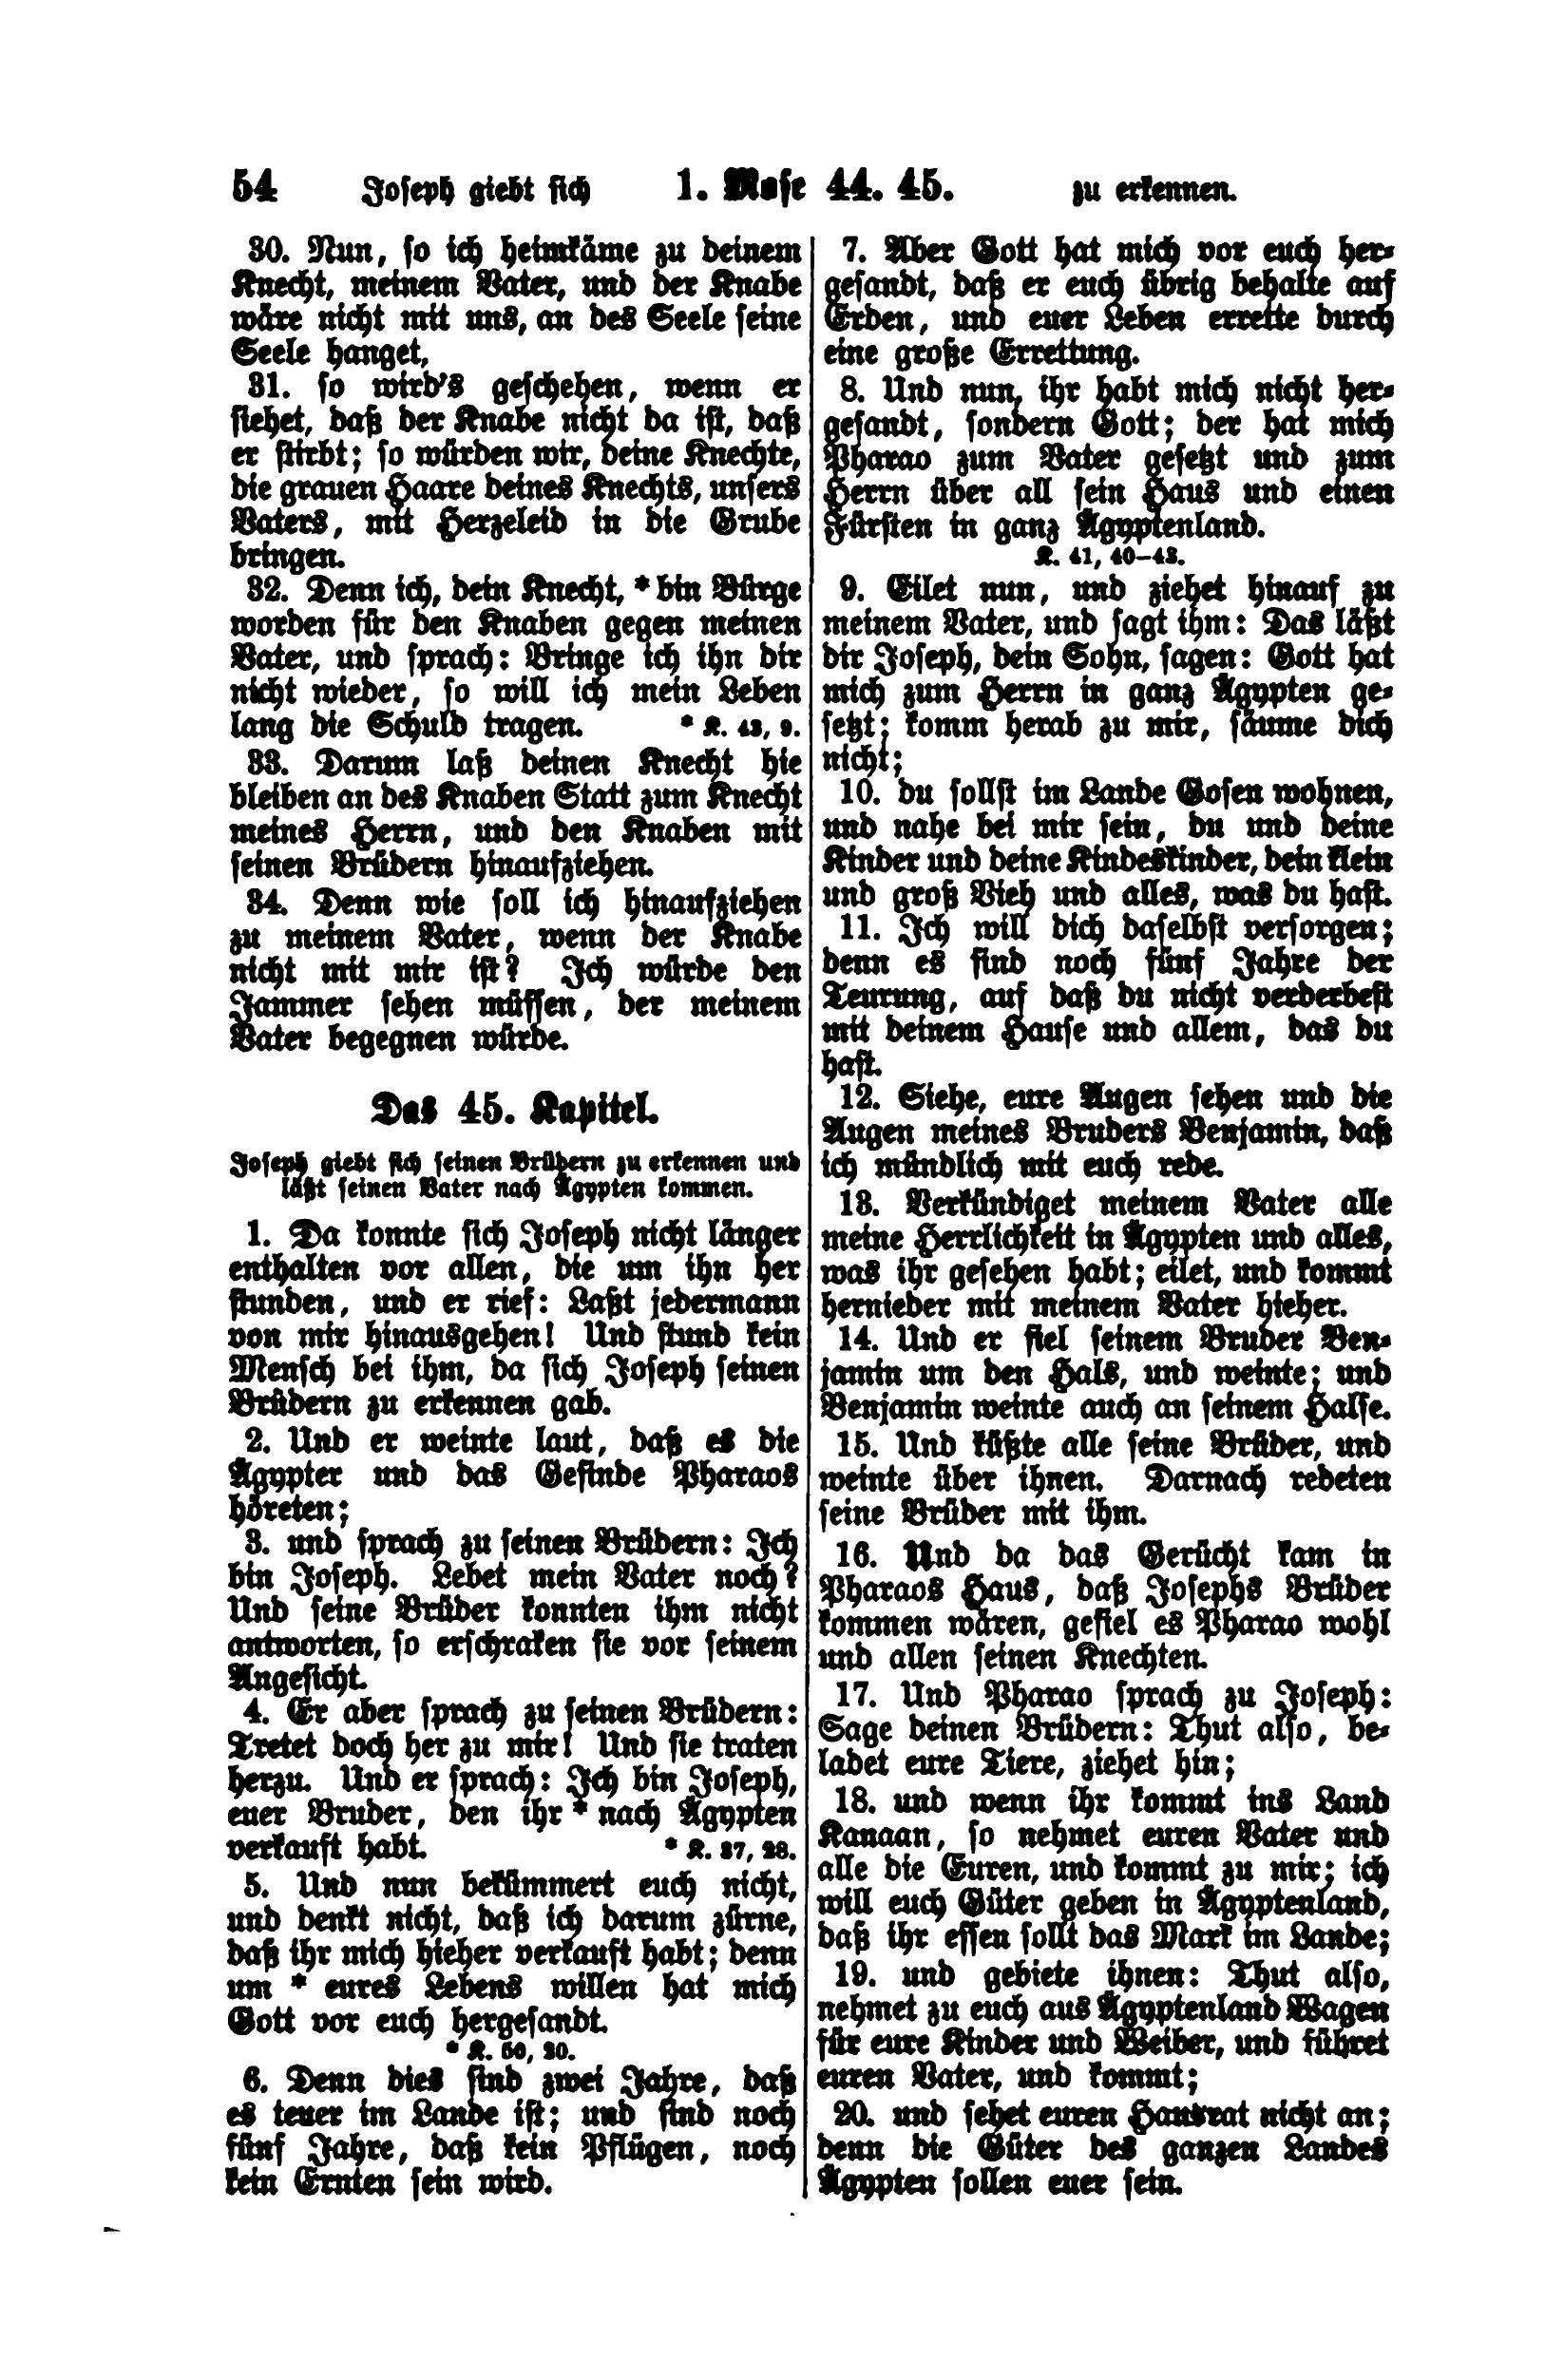 54 Joseph giebt sich 1. Mose 44. 45. zu erkennen.
30. Nun, so ich heimkäme zu deinem
Knecht, meinem Vater, und der Knabe
wäre nicht mit uns, an des Seele seine
Seele hanget,
31. so wird's geschehen, wenn er
siehet, daß der Knabe nicht da ist, daß
er stirbt; so würden wir, deine Knechte,
die grauen Haare deines Knechts, unsers
Vaters, mit Herzeleid in die Grube
bringen.
32. Denn ich, dein Knecht, * bin Bürge
worden für den Knaben gegen meinen
Vater, und sprach: Bringe ich ihn dir
nicht wieder, so will ich mein Leben
lang die Schuld tragen. * K. 43, 9.
33. Darum laß deinen Knecht hie
bleiben an des Knaben Statt zum Knecht
meines Herrn, und den Knaben mit
seinen Brüdern hinaufziehen.
34. Denn wie soll ich hinaufziehen
zu meinem Vater, wenn der Knabe
nicht mit mir ist? Ich würde den
Jammer sehen müssen, der meinem
Vater begegnen würde.
Das 45. Kapitel.
Joseph giebt sich seinen Brüdern zu erkennen und
läßt seinen Vater nach Ägypten kommen.
1. Da konnte sich Joseph nicht länger
enthalten vor allen, die um ihn her
stunden, und er rief: Laßt jedermann
von mir hinausgehen! Und stund kein
Mensch bei ihm, da sich Joseph seinen
Brüdern zu erkennen gab.
2. Und er weinte laut, daß es die
Ägypter und das Gesinde Pharaos
höreten;
3. und sprach zu seinen Brüdern: Ich
bin Joseph. Lebet mein Vater noch?
Und seine Brüder konnten ihm nicht
antworten, so erschraken sie vor seinem
Angesicht.
4. Er aber sprach zu seinen Brüdern:
Tretet doch her zu mir! Und sie traten
herzu. Und er sprach: Ich bin Joseph,
euer Bruder, den ihr * nach Ägypten
verkauft habt. * K. 37, 28.
5. Und nun bekümmert euch nicht,
und denkt nicht, daß ich darum zürne,
daß ihr mich hieher verkauft habt; denn
um * eures Lebens willen hat mich
Gott vor euch hergesandt.
* K. 50, 20.
6. Denn dies sind zwei Jahre, daß
es teuer im Lande ist; und sind noch
fünf Jahre, daß kein Pflügen, noch
kein Ernten sein wird.
7. Aber Gott hat mich vor euch her-
gesandt, daß er euch übrig behalte auf
Erden, und euer Leben errette durch
eine große Errettung.
8. Und nun, ihr habt mich nicht her-
gesandt, sondern Gott; der hat mich
Pharao zum Vater gesetzt und zum
Herrn über all sein Haus und einen
Fürsten in ganz Ägyptenland.
K. 41, 40–43.
9. Eilet nun, und ziehet hinauf zu
meinem Vater, und sagt ihm: Das läßt
dir Joseph, dein Sohn, sagen: Gott hat
mich zum Herrn in ganz Ägypten ge-
setzt; komm herab zu mir, säume dich
nicht;
10. du sollst im Lande Gosen wohnen,
und nahe bei mir sein, du und deine
Kinder und deine Kindeskinder, dein klein
und groß Vieh und alles, was du hast.
11. Ich will dich daselbst versorgen;
denn es sind noch fünf Jahre der
Teurung, auf daß du nicht verderbest
mit deinem Hause und allem, das du
hast.
12. Siehe, eure Augen sehen und die
Augen meines Bruders Benjamin, daß
ich mündlich mit euch rede.
13. Verkündiget meinem Vater alle
meine Herrlichkeit in Ägypten und alles,
was ihr gesehen habt; eilet, und kommt
hernieder mit meinem Vater hieher.
14. Und er fiel seinem Bruder Ben-
jamin um den Hals, und weinte; und
Benjamin weinte auch an seinem Halse.
15. Und küßte alle seine Brüder, und
weinte über ihnen. Darnach redeten
seine Brüder mit ihm.
16. Und da das Gerücht kam in
Pharaos Haus, daß Josephs Brüder
kommen wären, gefiel es Pharao wohl
und allen seinen Knechten.
17. Und Pharao sprach zu Joseph:
Sage deinen Brüdern: Thut also, be-
ladet eure Tiere, ziehet hin;
18. und wenn ihr kommt ins Land
Kanaan, so nehmet euren Vater und
alle die Euren, und kommt zu mir; ich
will euch Güter geben in Ägyptenland,
daß ihr essen sollt das Mark im Lande;
19. und gebiete ihnen: Thut also,
nehmet zu euch aus Ägyptenland Wagen
für eure Kinder und Weiber, und führet
euren Vater, und kommt;
20. und sehet euren Hausrat nicht an;
denn die Güter des ganzen Landes
Ägypten sollen euer sein.